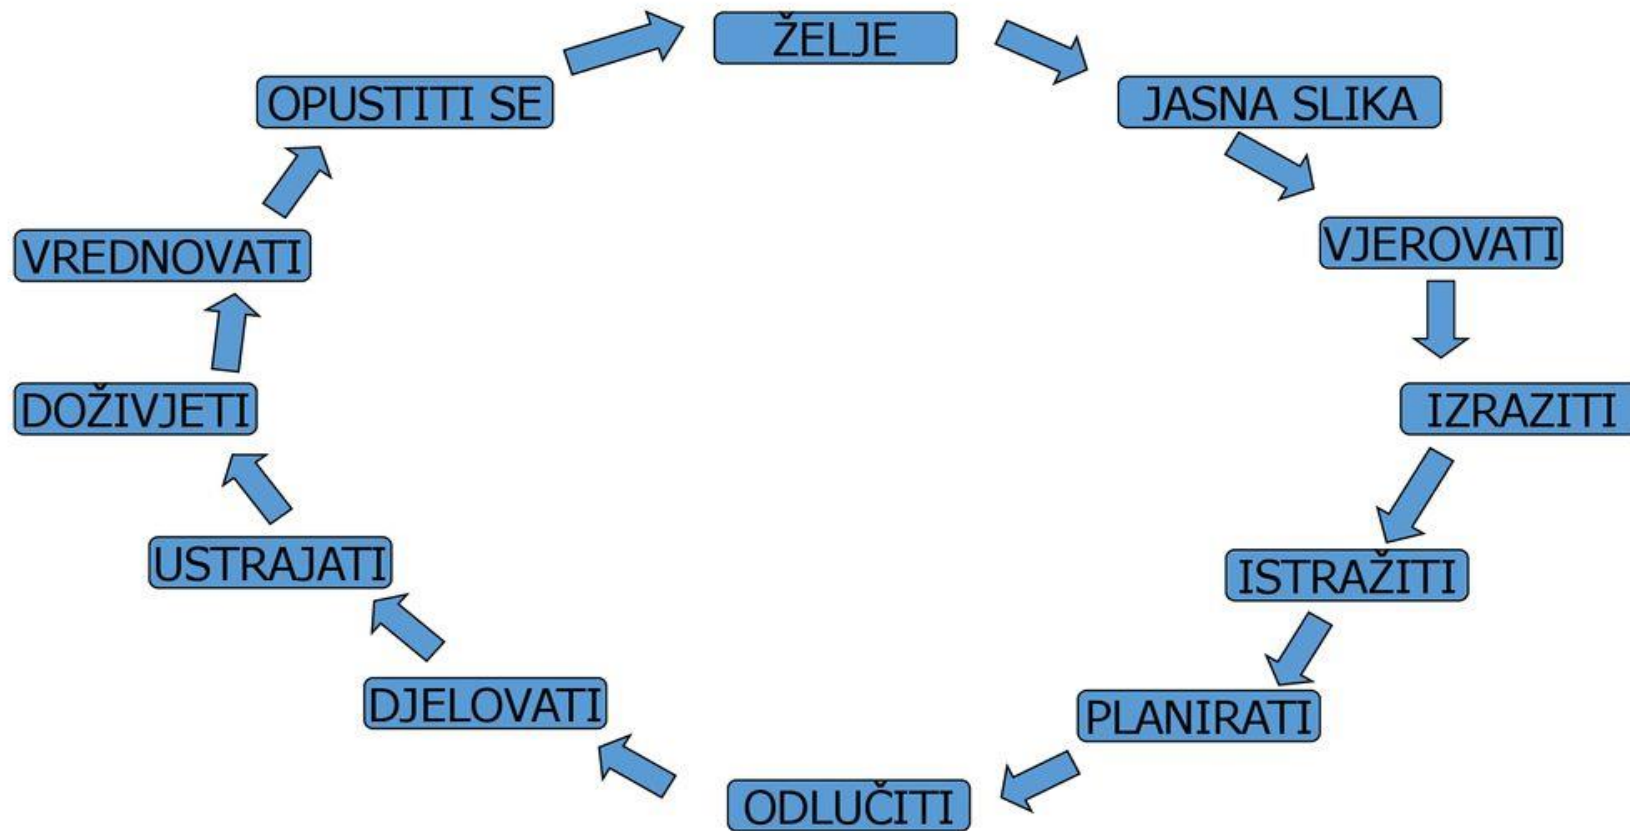 ŽELJE
JASNA SLIKA
VJEROVATI
IZRAZITI
ISTRAŽITI
PLANIRATI
ODLUČITI
DJELOVATI
USTRAJATI
DOŽIVJETI
VREDNOVATI
OPUSTITI SE